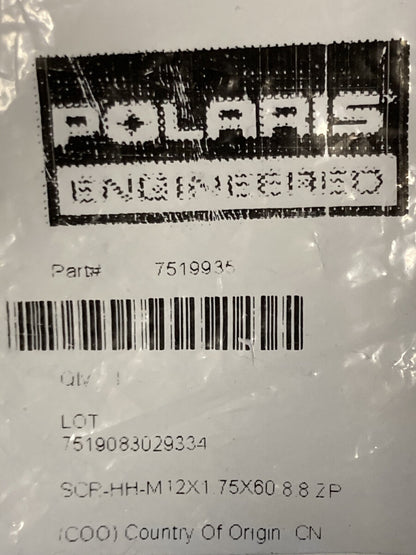 POLARIS
ENGINEERED
Part# 7519935
Qty 1
LOT
7519083029334
SCR-HH-M12X1.75X60 8.8 ZP
(COO) Country Of Origin: CN